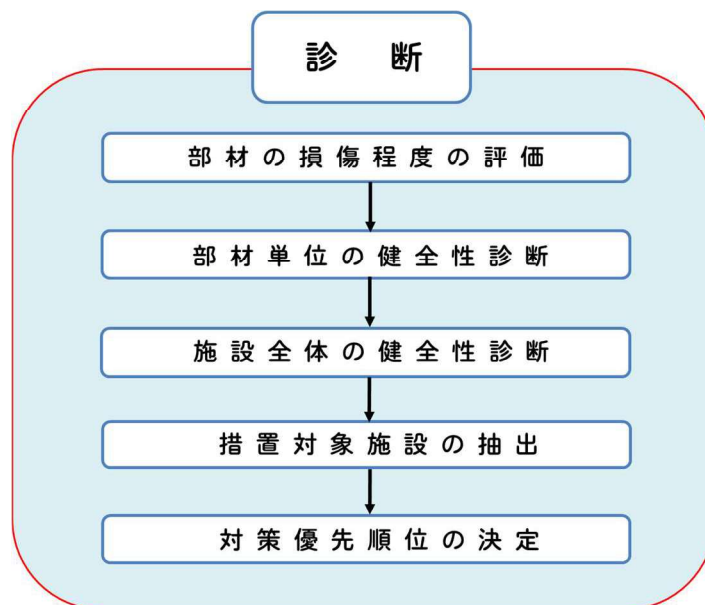 診 断
部材の損傷程度の評価
部材単位の健全性診断
施設全体の健全性診断
措置対象施設の抽出
対策優先順位の決定